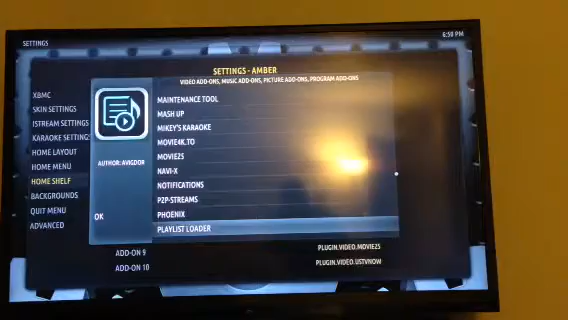 SETTINGS
6:59 PM
SETTINGS - AMBER
VIDEO ADD-ONS, MUSIC ADD-ONS, PICTURE ADD-ONS, PROGRAM ADD-ONS
XBMC
SKIN SETTINGS
ISTREAM SETTINGS
KARAOKE SETTINGS
HOME LAYOUT
HOME MENU
HOME SHELF
BACKGROUNDS
QUIT MENU
ADVANCED
AUTHOR: AVIGDOR
OK
MAINTENANCE TOOL
MASH UP
MIKEY'S KARAOKE
MOVIE4K.TO
MOVIE25
NAVI-X
NOTIFICATIONS
P2P-STREAMS
PHOENIX
PLAYLIST LOADER
ADD-ON 9 PLUGIN.VIDEO.MOVIE25
ADD-ON 10 PLUGIN.VIDEO.USTVNOW